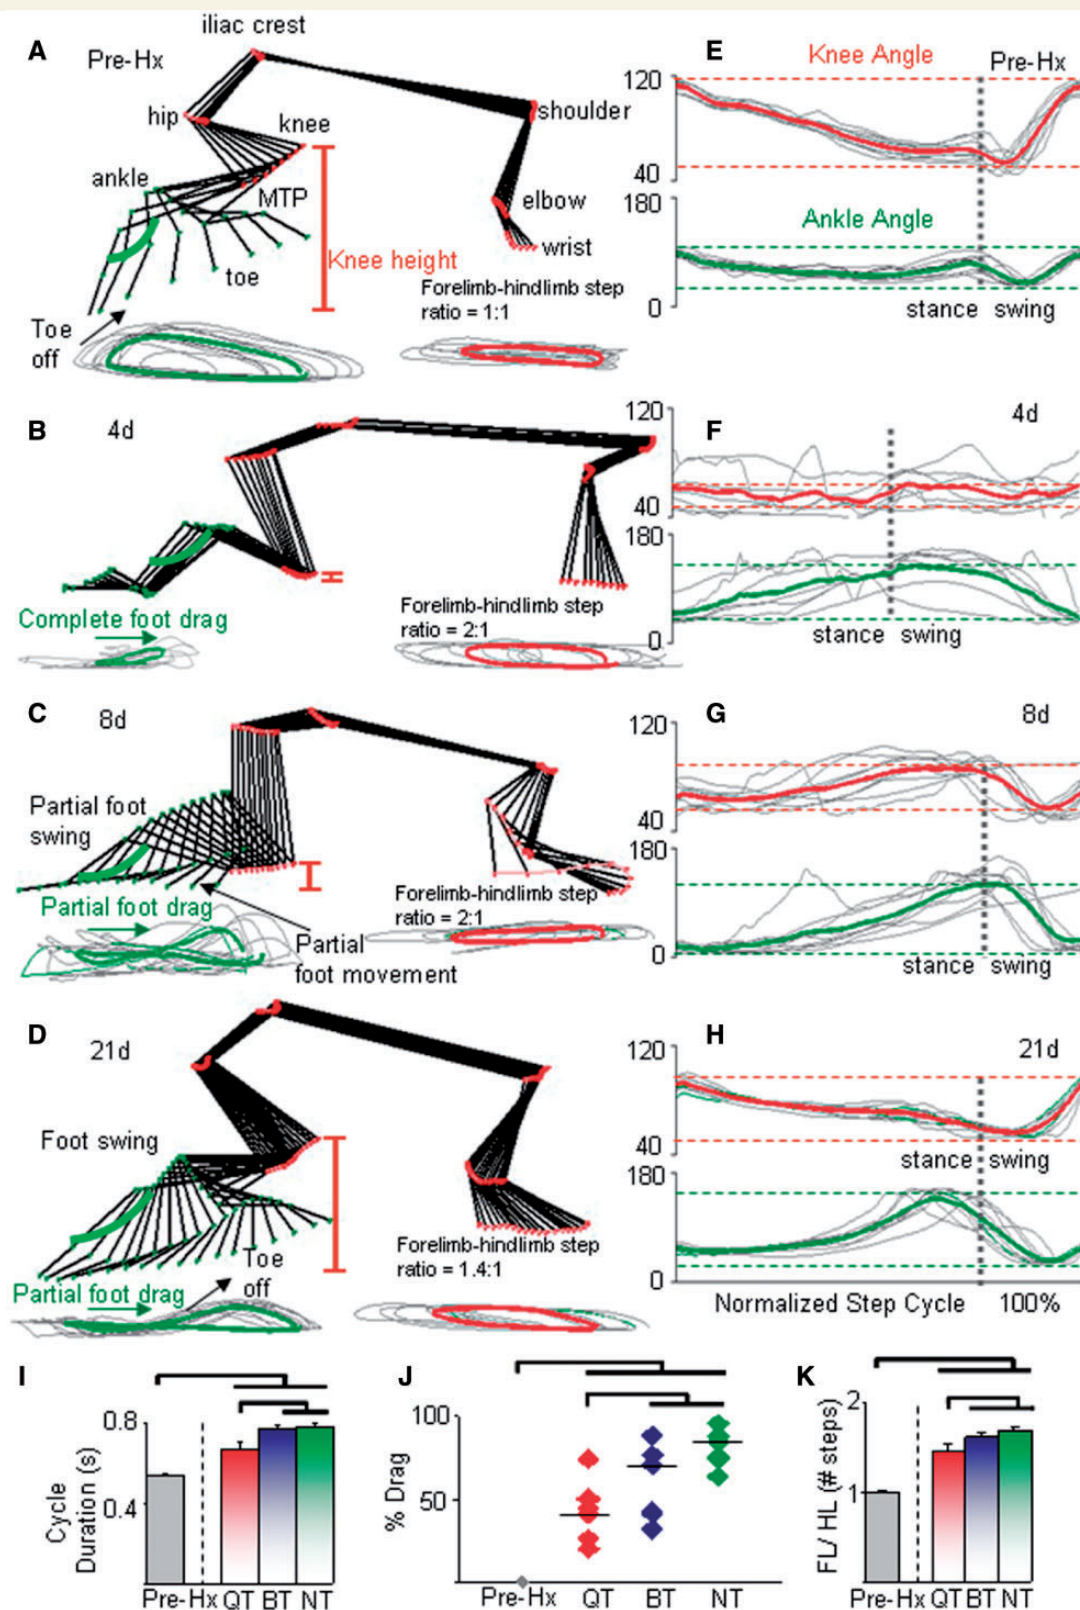 A
Pre-Hx
iliac crest
hip
knee
shoulder
ankle
MTP
elbow
wrist
toe
Knee height
Toe
off
Forelimb-hindlimb step
ratio = 1:1
E
Knee Angle
Pre-Hx
120
40
180
Ankle Angle
0
stance
swing
B
4d
Complete foot drag
Forelimb-hindlimb step
ratio = 2:1
F
4d
120
40
180
0
stance
swing
C
8d
Partial foot
swing
Partial foot drag
Partial
foot movement
Forelimb-hindlimb step
ratio = 2:1
G
8d
120
40
180
0
stance
swing
D
21d
Foot swing
Toe
off
Partial foot drag
Forelimb-hindlimb step
ratio = 1.4:1
H
21d
120
40
stance
swing
180
0
Normalized Step Cycle
100%
I
0.8
0.4
Cycle
Duration (s)
Pre-Hx QT BT NT
J
100
50
% Drag
Pre-Hx QT BT NT
K
2
1
FL/ HL (# steps)
Pre-Hx QT BT NT